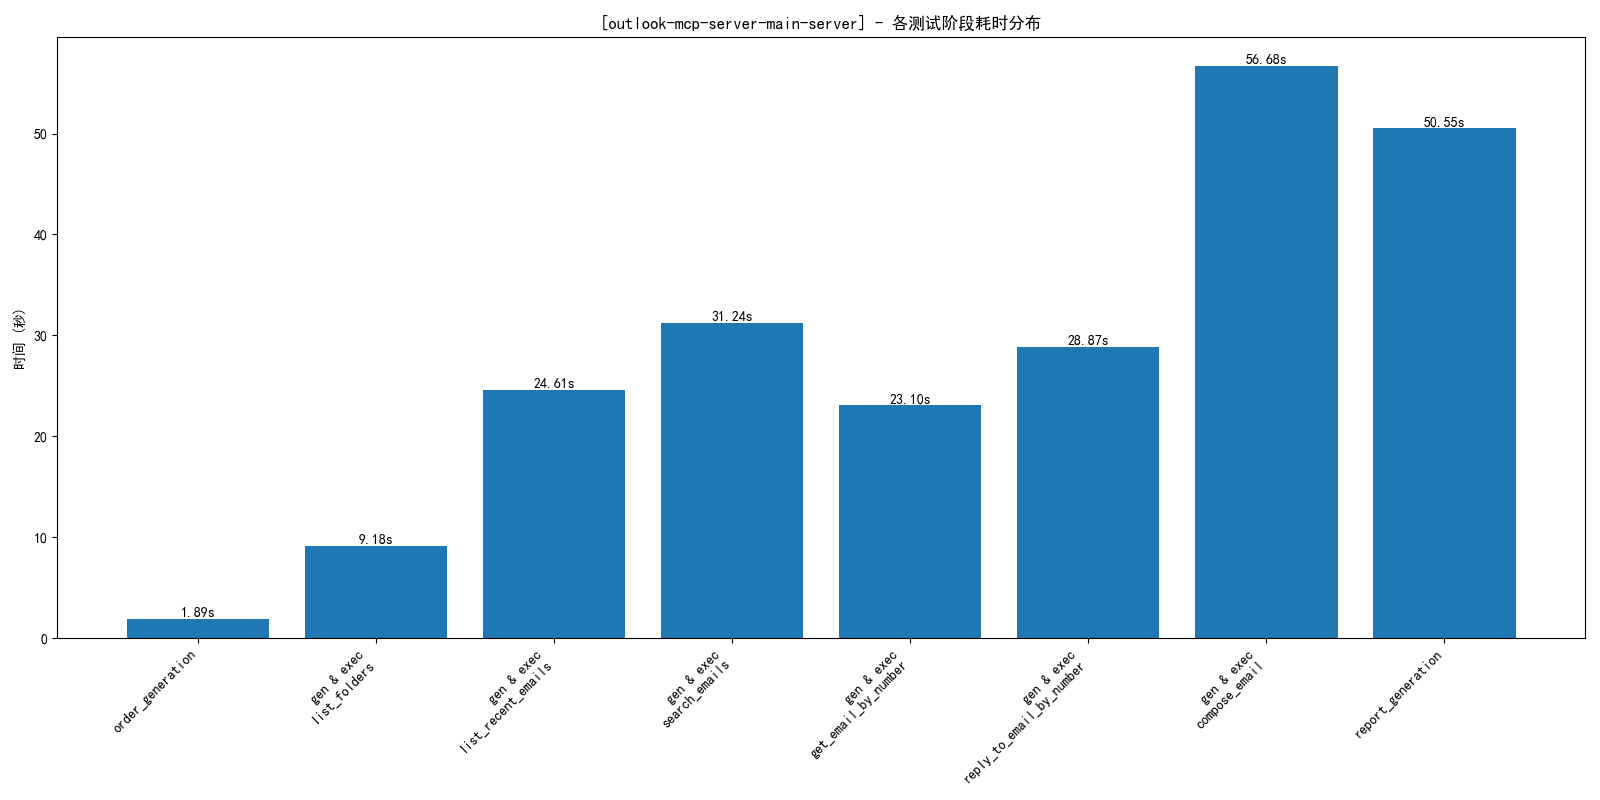 [outlook-mcp-server-main-server] - 各测试阶段耗时分布
时间 (秒)
50
40
30
20
10
0
1.89s
9.18s
24.61s
31.24s
23.10s
28.87s
56.68s
50.55s
order_generation
gen & exec
list_folders
gen & exec
list_recent_emails
gen & exec
search_emails
gen & exec
get_email_by_number
gen & exec
reply_to_email_by_number
gen & exec
compose_email
report_generation